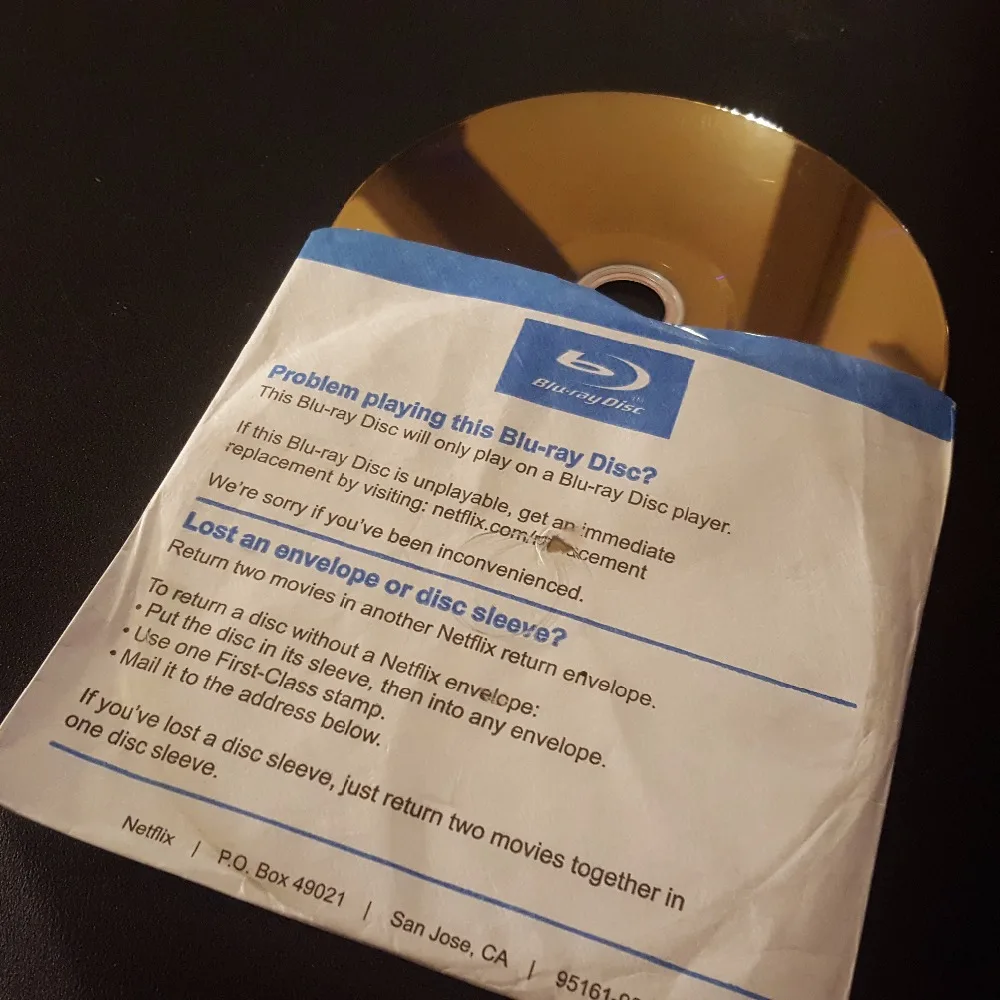 Blu-ray Disc
TM
Problem playing this Blu-ray Disc?
This Blu-ray Disc will only play on a Blu-ray Disc player.
If this Blu-ray Disc is unplayable, get an immediate
replacement by visiting: netflix.com/
We're sorry if you've been inconvenienced.
Lost an envelope or disc sleeve?
Return two movies in another Netflix return envelope.
To return a disc without a Netflix envelope:
• Put the disc in its sleeve, then into any envelope.
• Use one First-Class stamp.
• Mail it to the address below.
If you've lost a disc sleeve, just return two movies together in
one disc sleeve.
Netflix | P.O. Box 49021 | San Jose, CA | 95161-